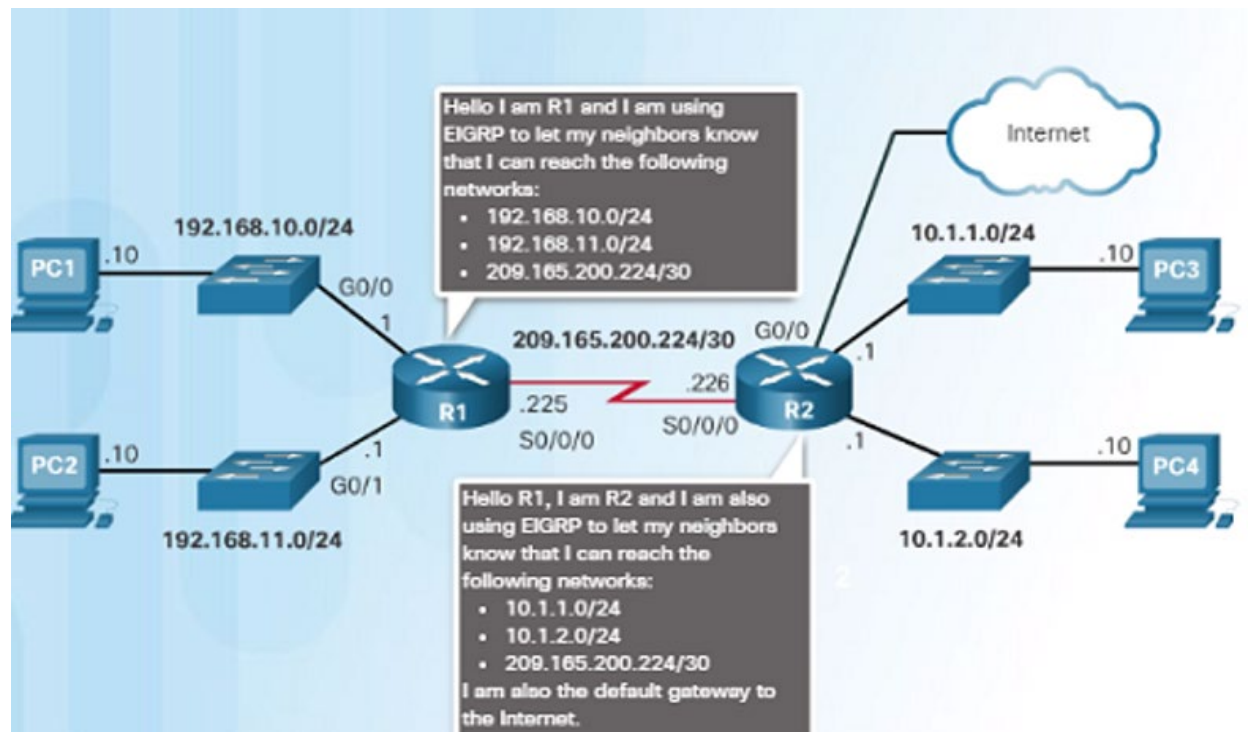 Hello I am R1 and I am using
EIGRP to let my neighbors know
that I can reach the following
networks:
• 192.168.10.0/24
• 192.168.11.0/24
• 209.165.200.224/30
Internet
192.168.10.0/24
10.1.1.0/24
PC1
.10
G0/0
1
.10
PC3
209.165.200.224/30
G0/0
.1
R1
.225
S0/0/0
.226
S0/0/0
R2
PC2
.10
.1
G0/1
.1
.10
PC4
192.168.11.0/24
10.1.2.0/24
Hello R1, I am R2 and I am also
using EIGRP to let my neighbors
know that I can reach the
following networks:
• 10.1.1.0/24
• 10.1.2.0/24
• 209.165.200.224/30
I am also the default gateway to
the Internet.
2